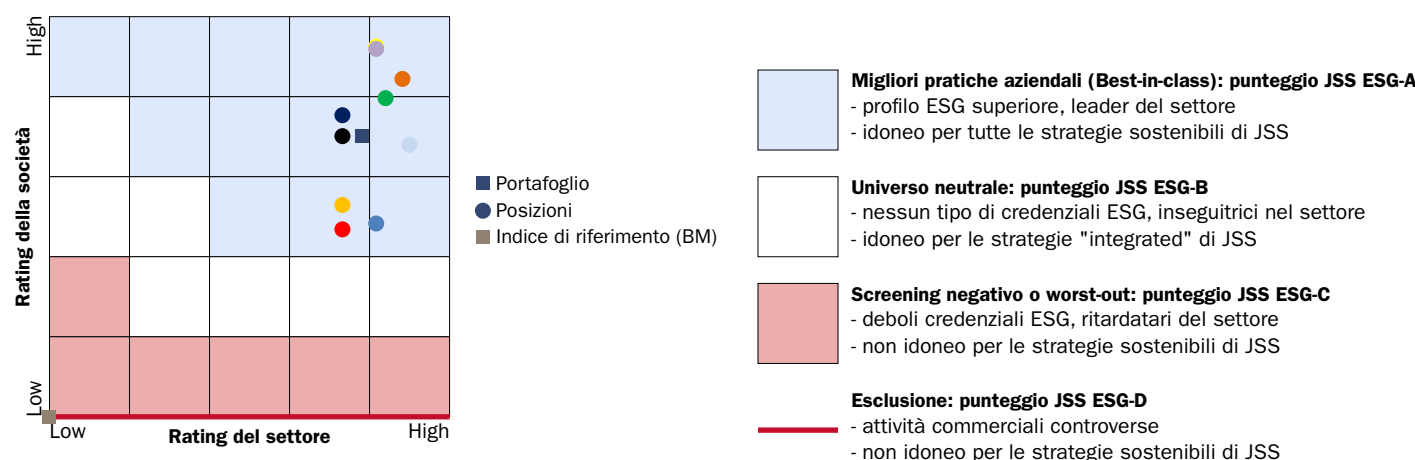 High
Rating della società
Low
Low
Rating del settore
High
Portafoglio
Posizioni
Indice di riferimento (BM)
Migliori pratiche aziendali (Best-in-class): punteggio JSS ESG-A
- profilo ESG superiore, leader del settore
- idoneo per tutte le strategie sostenibili di JSS
Universo neutrale: punteggio JSS ESG-B
- nessun tipo di credenziali ESG, inseguitrici nel settore
- idoneo per le strategie "integrated" di JSS
Screening negativo o worst-out: punteggio JSS ESG-C
- deboli credenziali ESG, ritardatari del settore
- non idoneo per le strategie sostenibili di JSS
Esclusione: punteggio JSS ESG-D
- attività commerciali controverse
- non idoneo per le strategie sostenibili di JSS